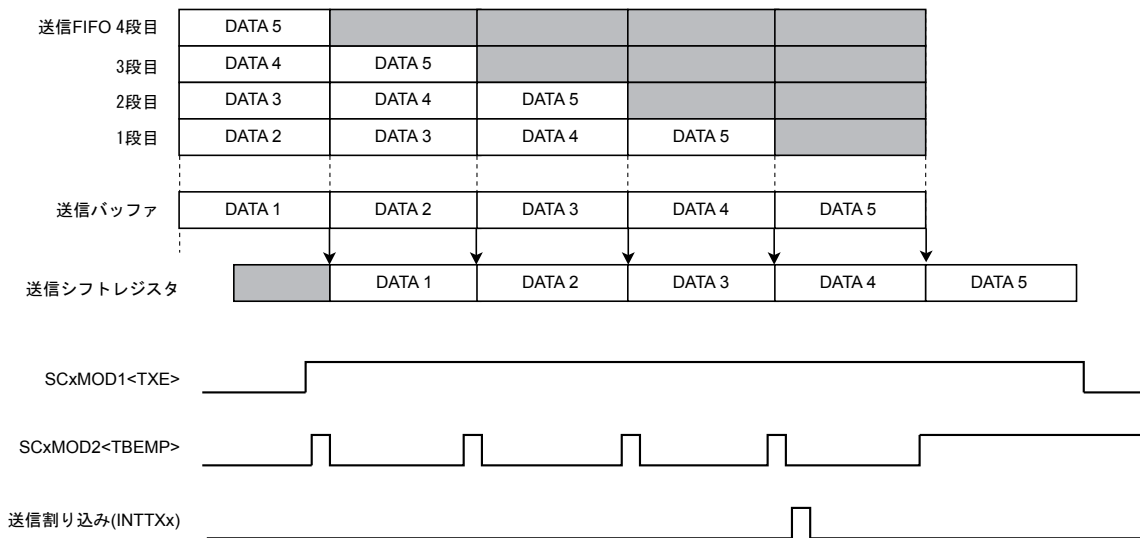 送信FIFO 4段目 DATA 5
3段目 DATA 4 DATA 5
2段目 DATA 3 DATA 4 DATA 5
1段目 DATA 2 DATA 3 DATA 4 DATA 5
送信バッファ DATA 1 DATA 2 DATA 3 DATA 4 DATA 5
送信シフトレジスタ DATA 1 DATA 2 DATA 3 DATA 4 DATA 5
SCxMOD1<TXE>
SCxMOD2<TBEMP>
送信割り込み(INTTXx)